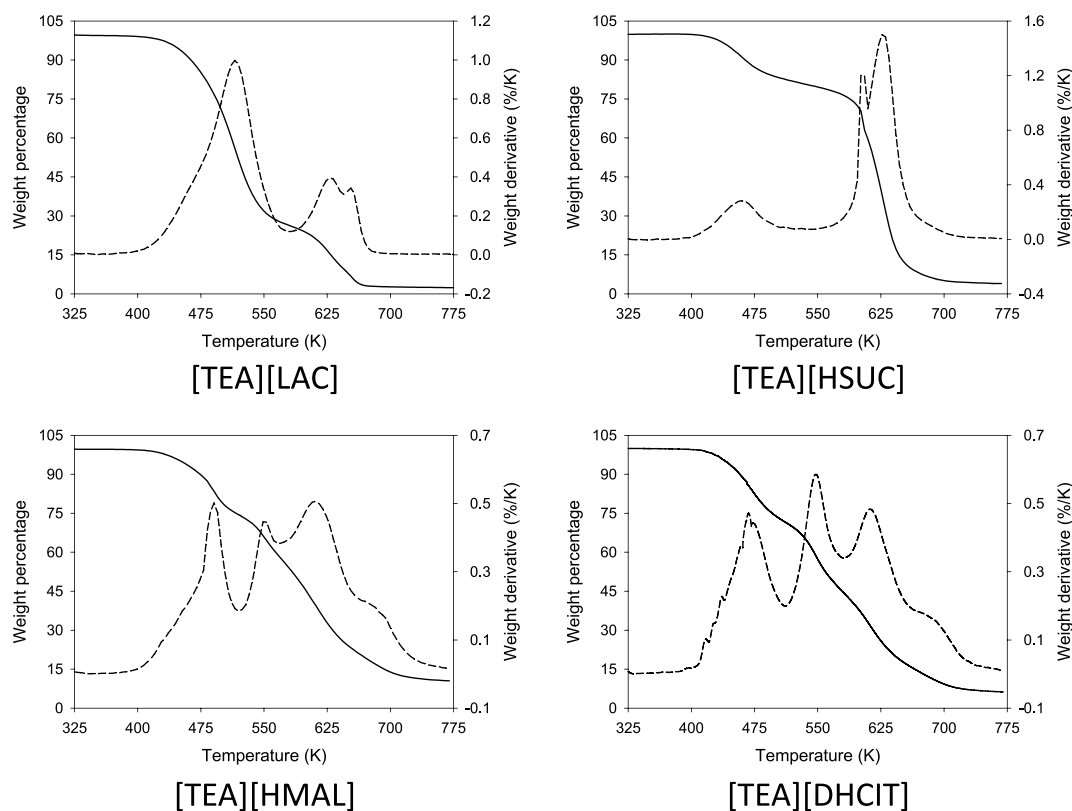 105
90
75
60
45
30
15
0
Weight percentage
1.2
1.0
0.8
0.6
0.4
0.2
0.0
-0.2
Weight derivative (%/K)
325 400 475 550 625 700 775
Temperature (K)
[TEA][LAC]
105
90
75
60
45
30
15
0
Weight percentage
1.6
1.2
0.8
0.4
0.0
-0.4
Weight derivative (%/K)
325 400 475 550 625 700 775
Temperature (K)
[TEA][HSUC]
105
90
75
60
45
30
15
0
Weight percentage
0.7
0.5
0.3
0.1
-0.1
Weight derivative (%/K)
325 400 475 550 625 700 775
Temperature (K)
[TEA][HMAL]
105
90
75
60
45
30
15
0
Weight percentage
0.7
0.5
0.3
0.1
-0.1
Weight derivative (%/K)
325 400 475 550 625 700 775
Temperature (K)
[TEA][DHCIT]